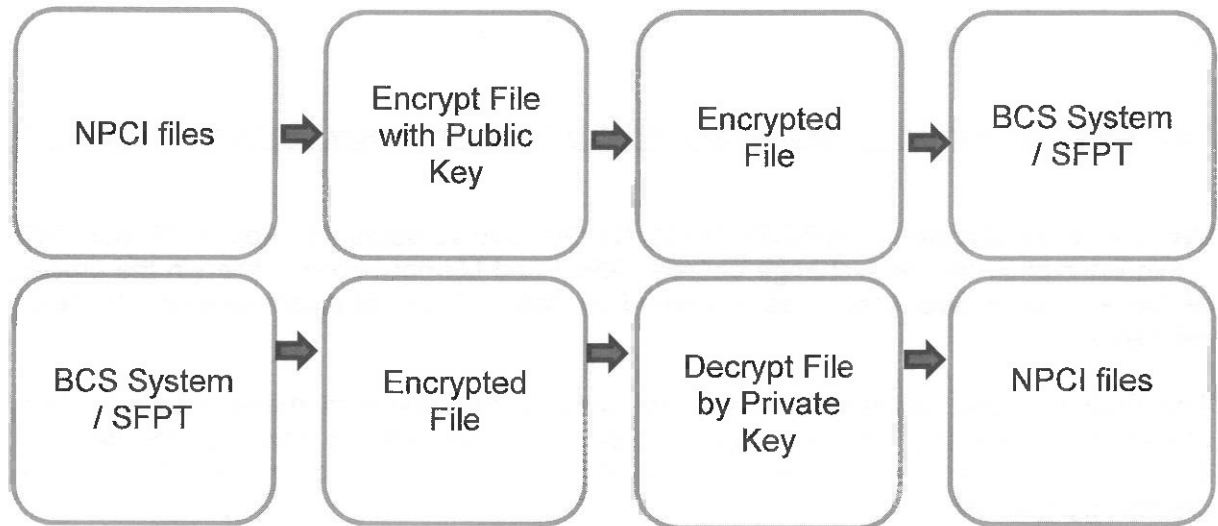 NPCI files
Encrypt File
with Public
Key
Encrypted
File
BCS System
/ SFPT
BCS System
/ SFPT
Encrypted
File
Decrypt File
by Private
Key
NPCI files